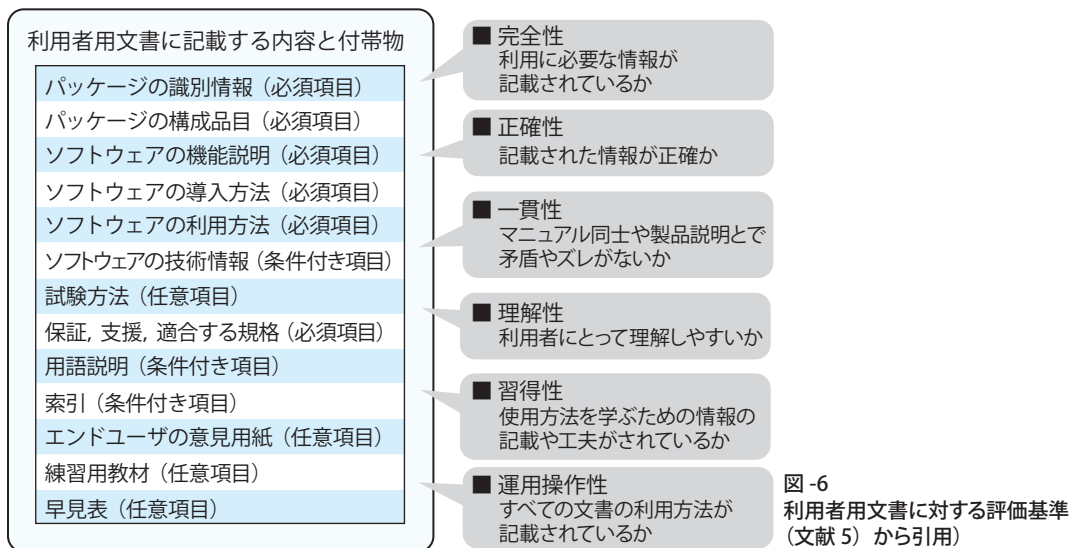 利用者用文書に記載する内容と付帯物
パッケージの識別情報（必須項目）
パッケージの構成品目（必須項目）
ソフトウェアの機能説明（必須項目）
ソフトウェアの導入方法（必須項目）
ソフトウェアの利用方法（必須項目）
ソフトウェアの技術情報（条件付き項目）
試験方法（任意項目）
保証, 支援, 適合する規格（必須項目）
用語説明（条件付き項目）
索引（条件付き項目）
エンドユーザの意見用紙（任意項目）
練習用教材（任意項目）
早見表（任意項目）
■ 完全性
利用に必要な情報が
記載されているか
■ 正確性
記載された情報が正確か
■ 一貫性
マニュアル同士や製品説明とで
矛盾やズレがないか
■ 理解性
利用者にとって理解しやすいか
■ 習得性
使用方法を学ぶための情報の
記載や工夫がされているか
■ 運用操作性
すべての文書の利用方法が
記載されているか
図 -6
利用者用文書に対する評価基準
（文献 5）から引用）